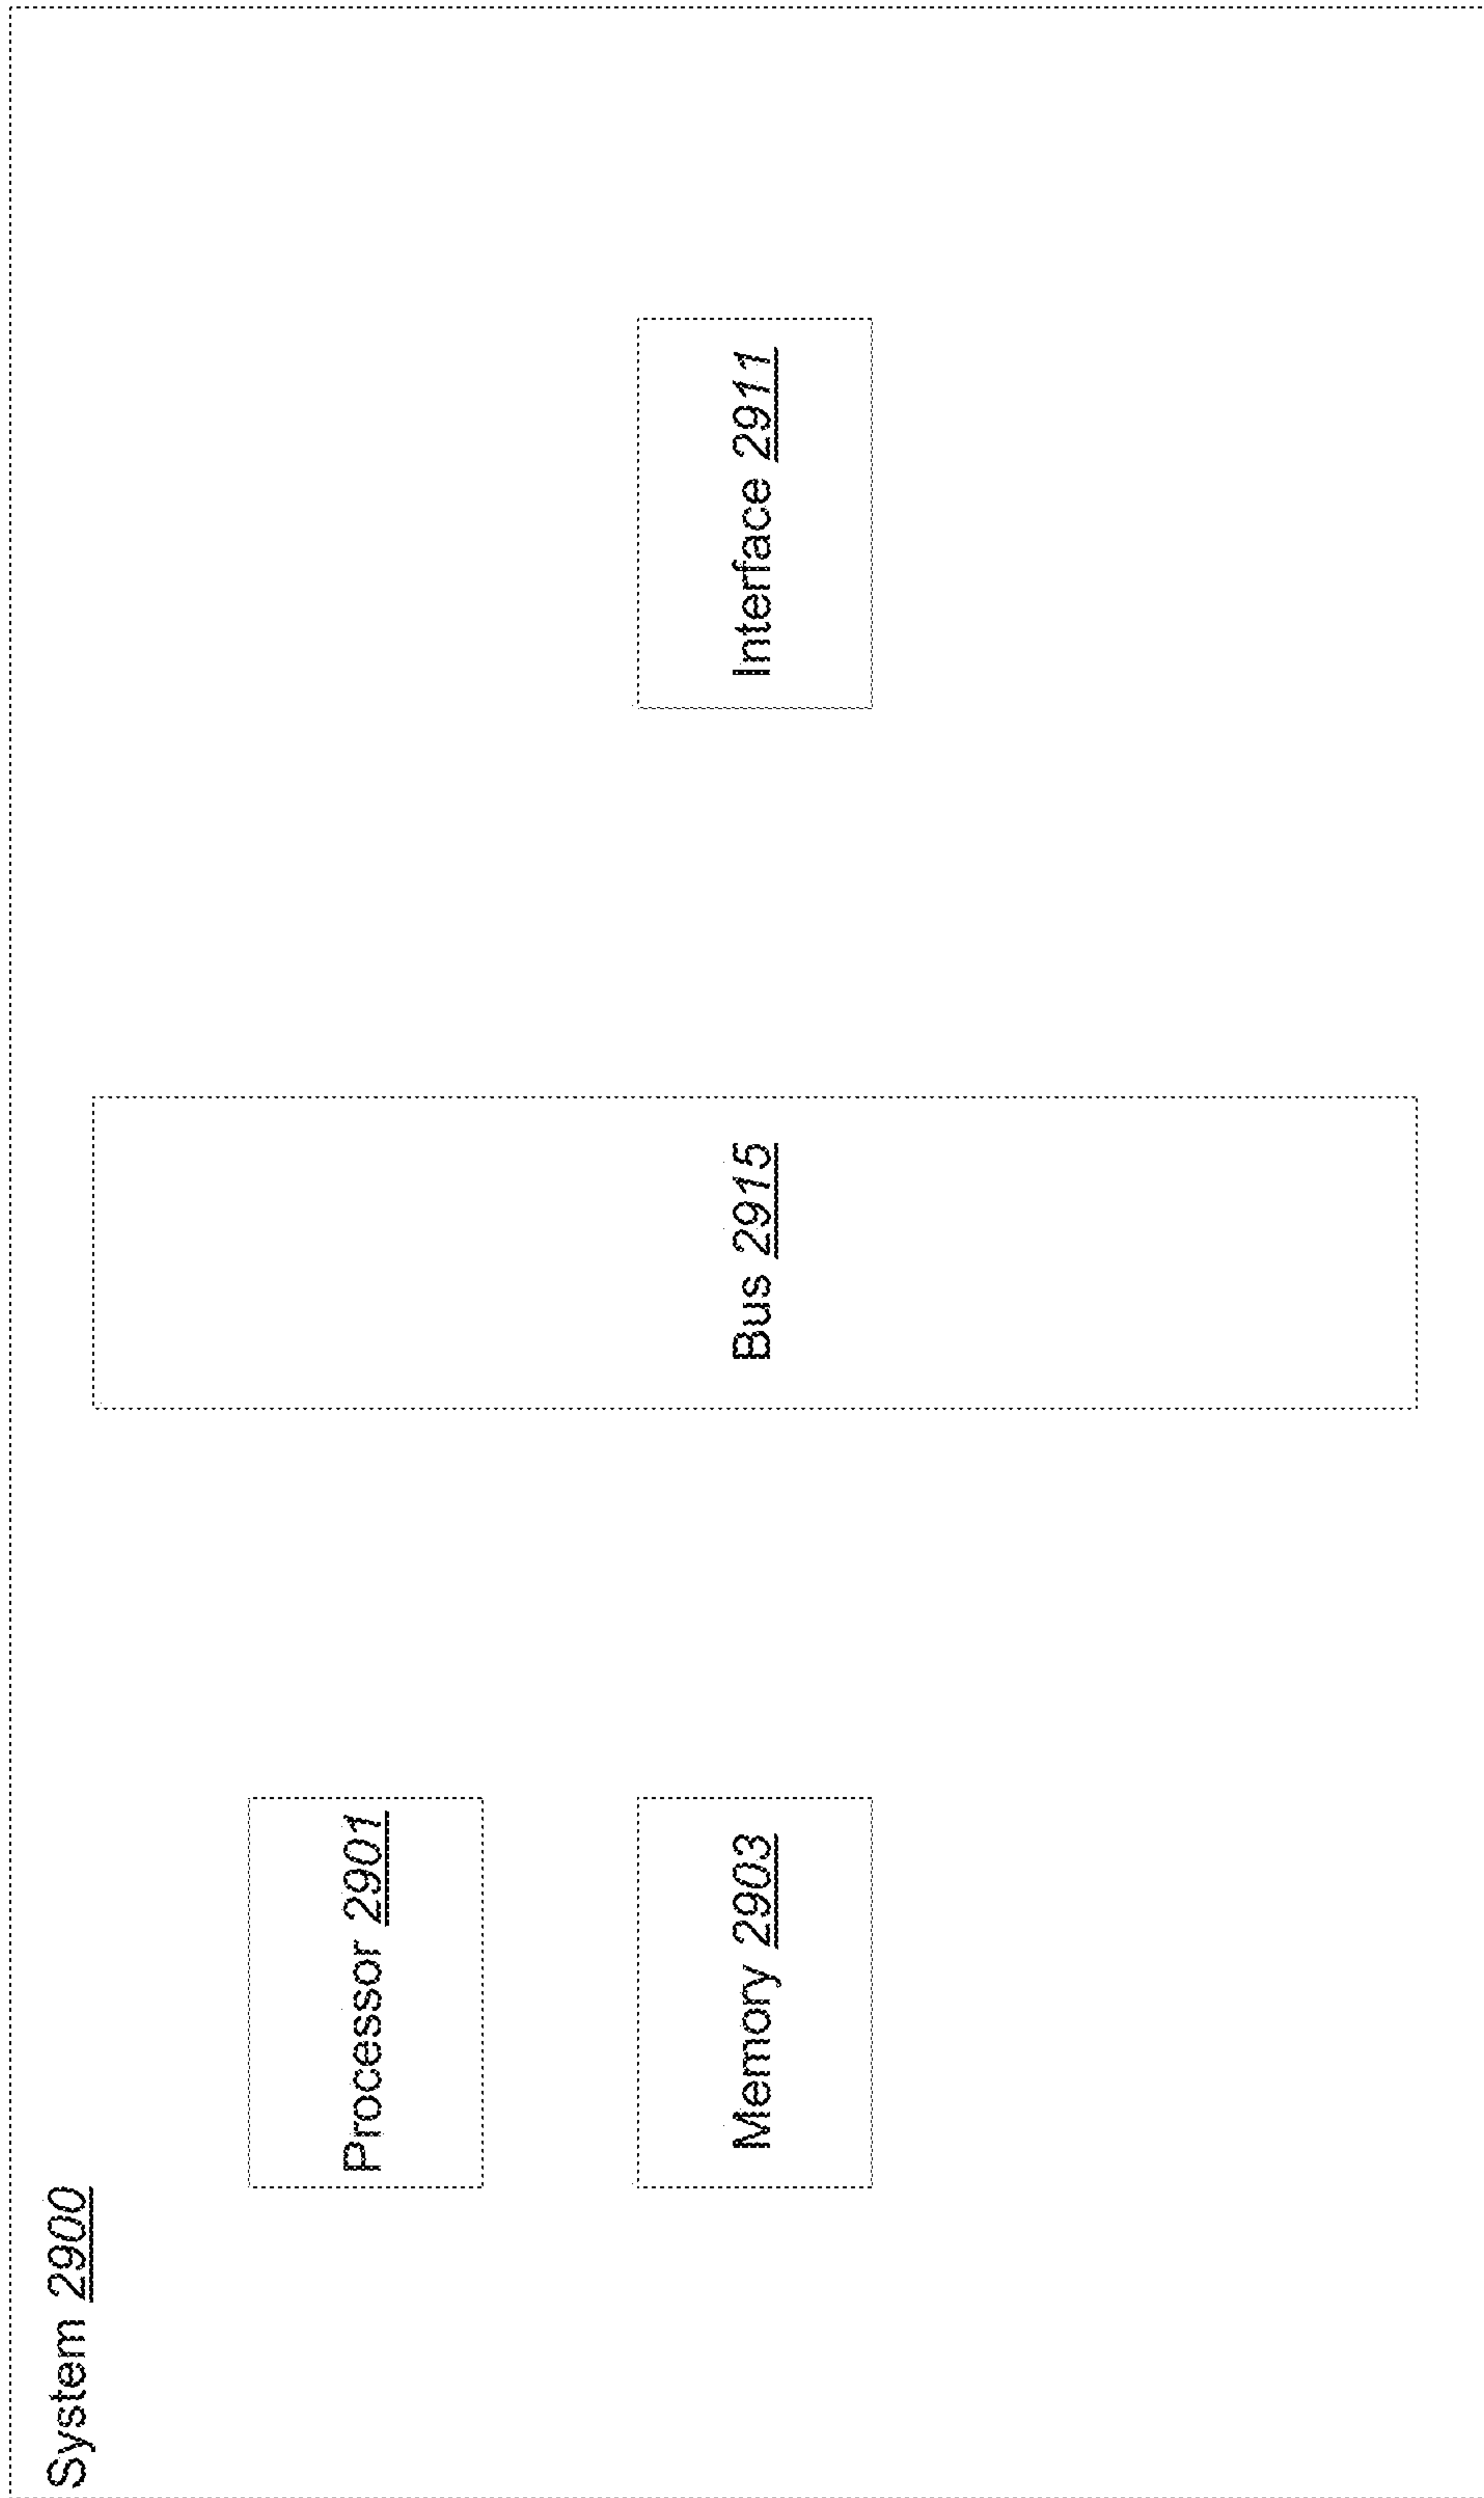 System 2900
Processor 2901
Memory 2903
Bus 2915
Interface 2911